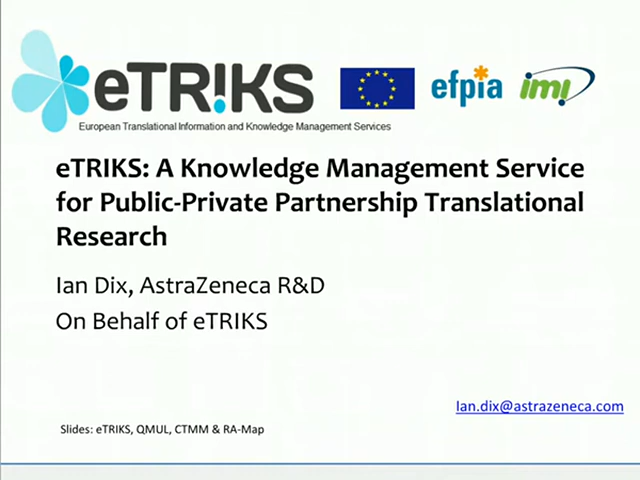 eTR!KS efpia imi
European Translational Information and Knowledge Management Services
eTRIKS: A Knowledge Management Service
for Public-Private Partnership Translational
Research
Ian Dix, AstraZeneca R&D
On Behalf of eTRIKS
Ian.dix@astrazeneca.com
Slides: eTRIKS, QMUL, CTMM & RA-Map